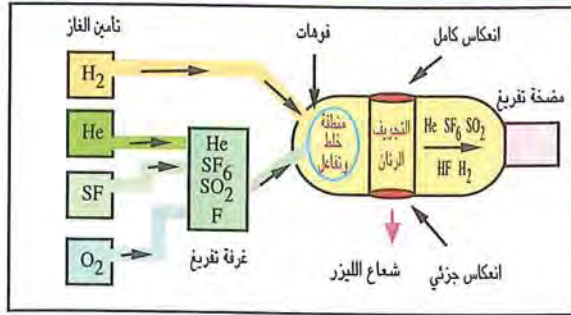 تأمين الغاز
H₂
He
SF
O₂
He
SF₆
SO₂
F
غرفة تفريغ
فوهات
منطقة
خلط
وتفاعل
انعكاس كامل
التجويف
الرنان
He SF₆ SO₂
HF H₂
مضخة تفريغ
شعاع الليزر
انعكاس جزئي